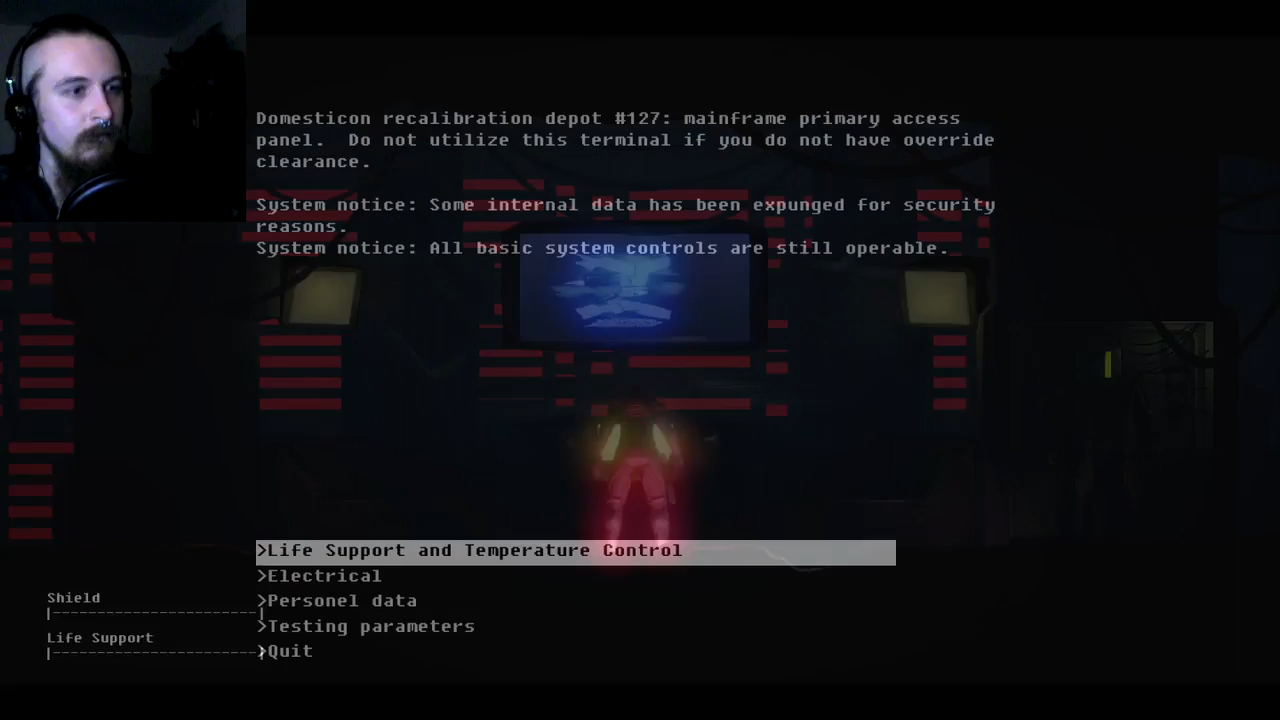 Domesticon recalibration depot #127: mainframe primary access
panel.  Do not utilize this terminal if you do not have override
clearance.
System notice: Some internal data has been expunged for security
reasons.
System notice: All basic system controls are still operable.
>Life Support and Temperature Control
>Electrical
>Personel data
>Testing parameters
>Quit
Shield
|----------------------|
Life Support
|----------------------|